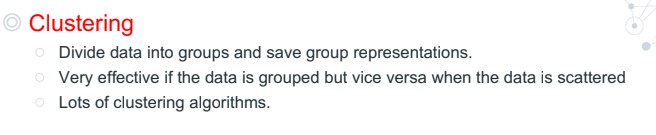 Clustering
Divide data into groups and save group representations.
Very effective if the data is grouped but vice versa when the data is scattered
Lots of clustering algorithms.